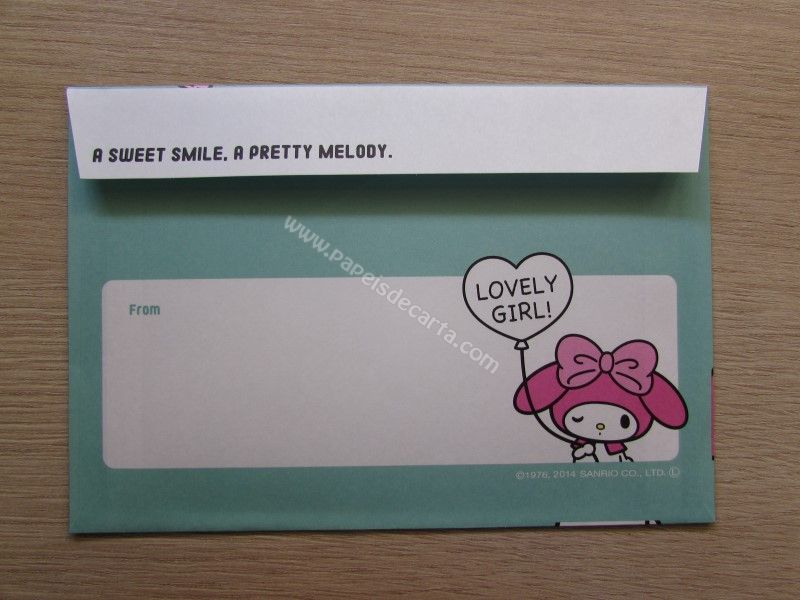 A SWEET SMILE, A PRETTY MELODY.
www.papeisdecarta.com
From
LOVELY
GIRL!
©1976, 2014 SANRIO CO., LTD. Ⓛ